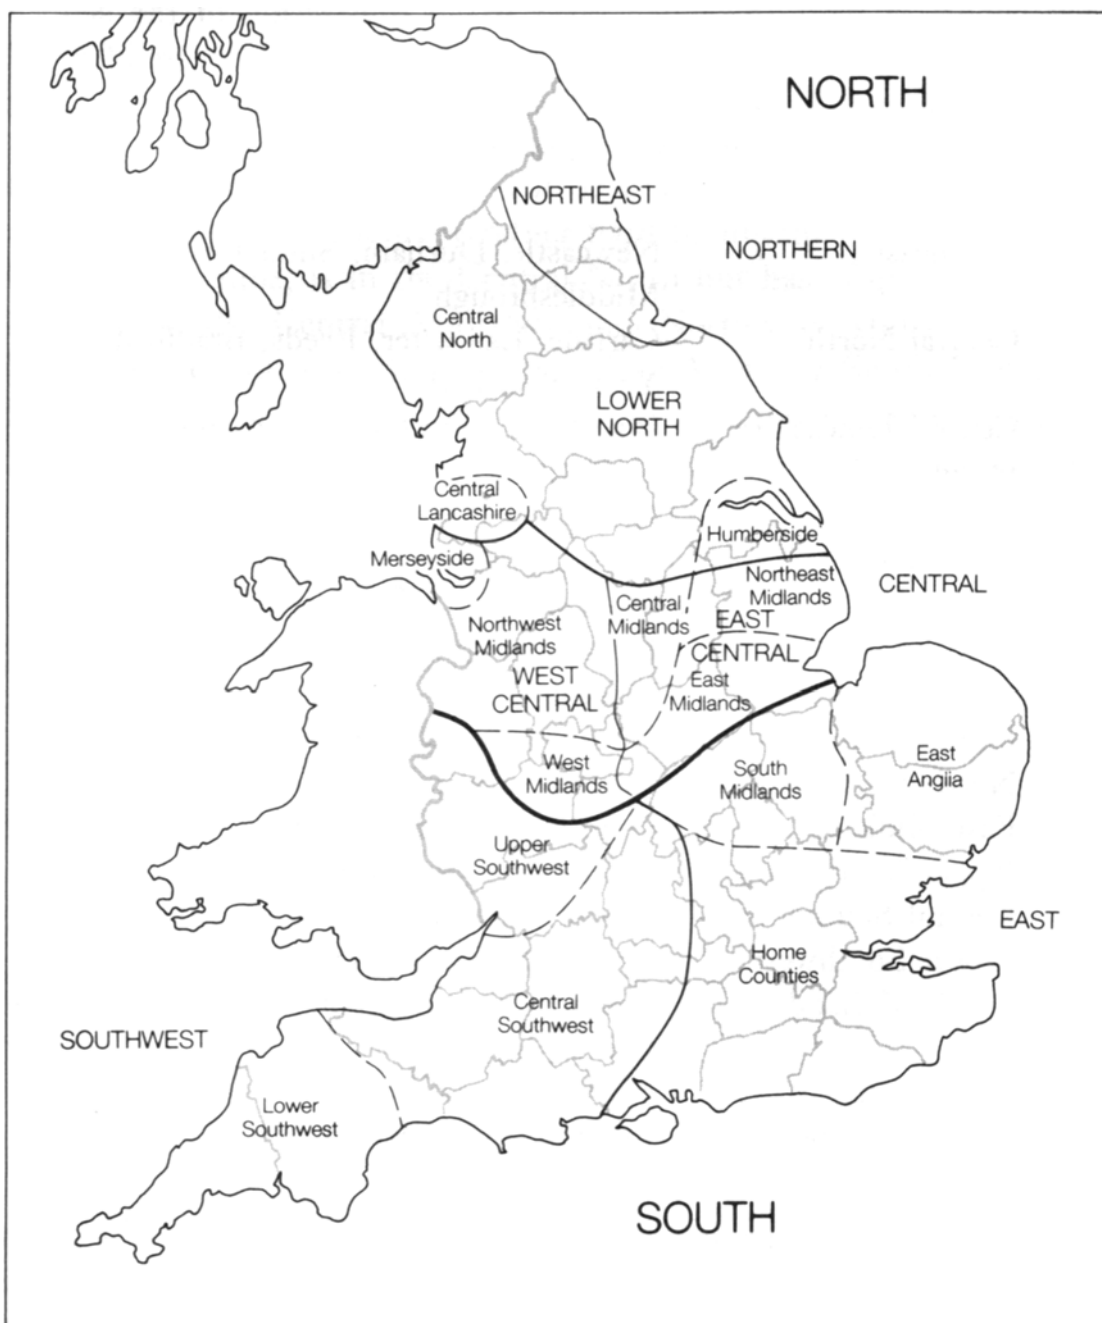 NORTH
NORTHEAST
NORTHERN
Central
North
LOWER
NORTH
Central
Lancashire
Humberside
Merseyside
Northeast
Midlands
CENTRAL
Central
Midlands
EAST
CENTRAL
Northwest
Midlands
WEST
CENTRAL
East
Midlands
West
Midlands
South
Midlands
East
Anglia
Upper
Southwest
EAST
Home
Counties
Central
Southwest
SOUTHWEST
Lower
Southwest
SOUTH